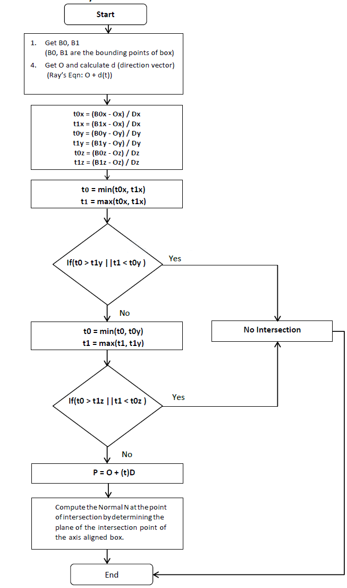 Start
1. Get B0, B1
(B0, B1 are the bounding points of box)
4. Get O and calculate d (direction vector)
(Ray's Eqn: O + d(t))
t0x = (B0x - Ox) / Dx
t1x = (B1x - Ox) / Dx
t0y = (B0y - Oy) / Dy
t1y = (B1y - Oy) / Dy
t0z = (B0z - Oz) / Dz
t1z = (B1z - Oz) / Dz
t0 = min(t0x, t1x)
t1 = max(t0x, t1x)
If(t0 > t1y ||t1 < t0y )
Yes
No
t0 = min(t0, t0y)
t1 = max(t1, t1y)
No Intersection
If(t0 > t1z ||t1 < t0z )
Yes
No
P = O + (t)D
Compute the Normal N at the point
of intersection by determining the
plane of the intersection point of
the axis aligned box.
End